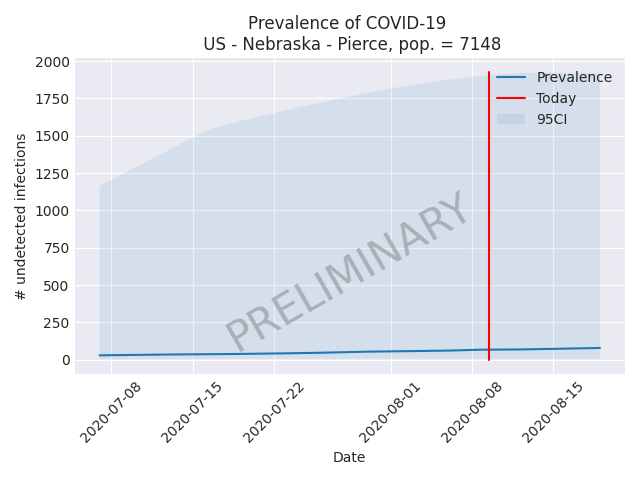 Prevalence of COVID-19
US - Nebraska - Pierce, pop. = 7148
# undetected infections
2000
1750
1500
1250
1000
750
500
250
0
Prevalence
Today
95CI
PRELIMINARY
2020-07-08
2020-07-15
2020-07-22
2020-08-01
2020-08-08
2020-08-15
Date